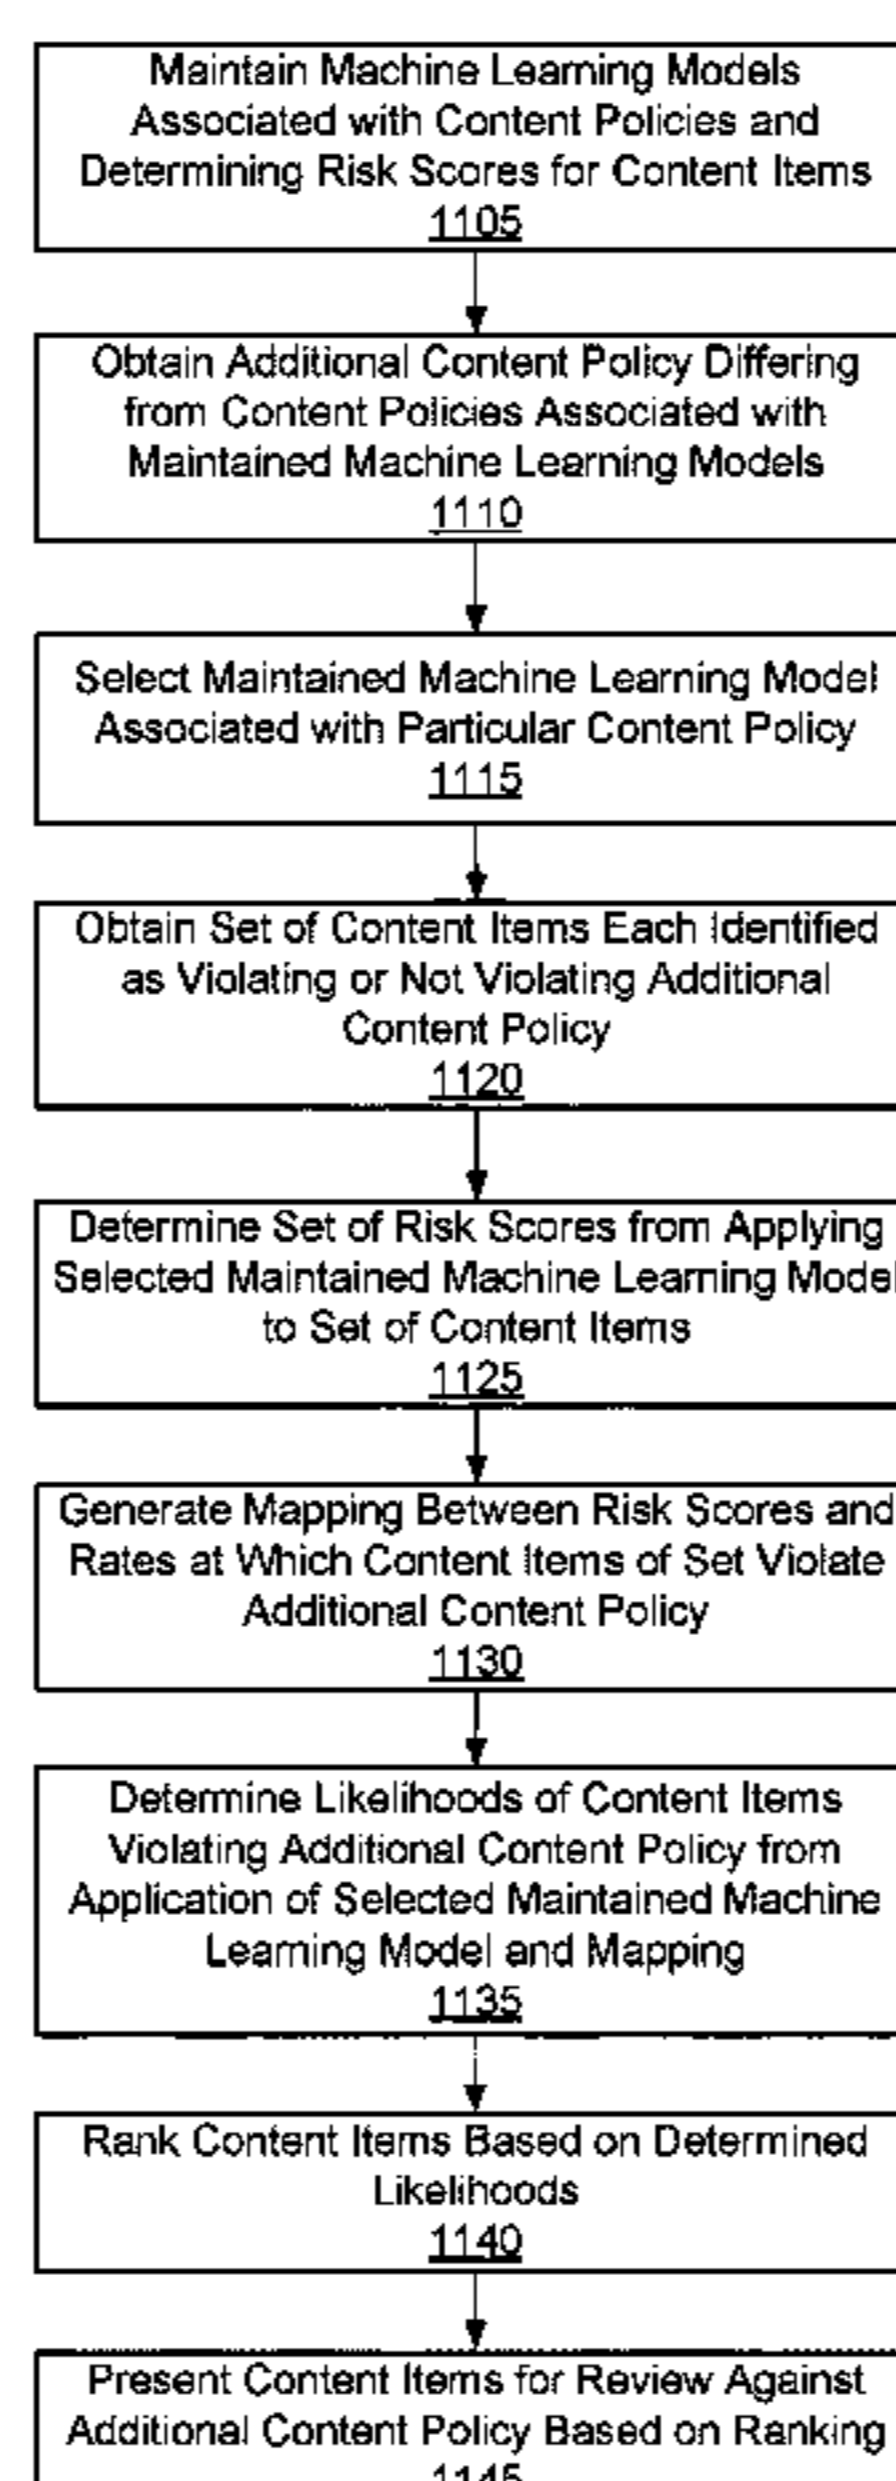 Maintain Machine Learning Models
Associated with Content Policies and
Determining Risk Scores for Content Items
1105
Obtain Additional Content Policy Differing
from Content Policies Associated with
Maintained Machine Learning Models
1110
Select Maintained Machine Learning Model
Associated with Particular Content Policy
1115
Obtain Set of Content Items Each Identified
as Violating or Not Violating Additional
Content Policy
1120
Determine Set of Risk Scores from Applying
Selected Maintained Machine Learning Model
to Set of Content Items
1125
Generate Mapping Between Risk Scores and
Rates at Which Content Items of Set Violate
Additional Content Policy
1130
Determine Likelihoods of Content Items
Violating Additional Content Policy from
Application of Selected Maintained Machine
Learning Model and Mapping
1135
Rank Content Items Based on Determined
Likelihoods
1140
Present Content Items for Review Against
Additional Content Policy Based on Ranking
1145